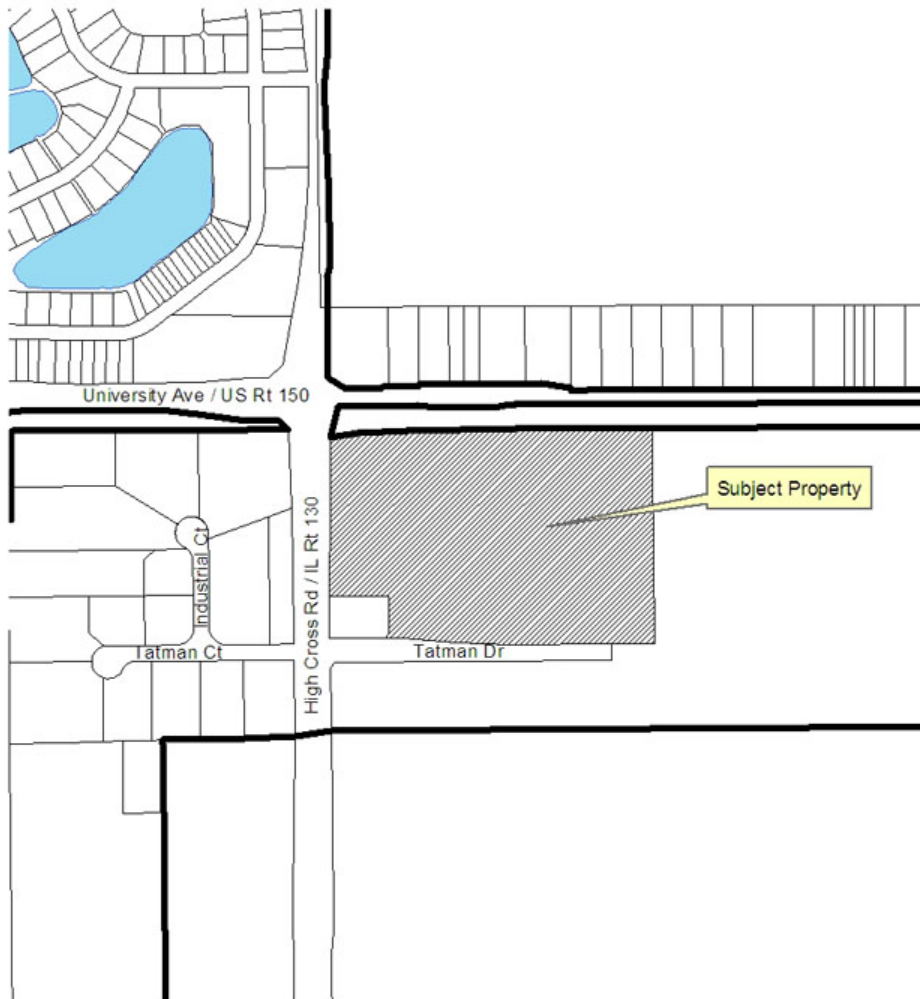 University Ave / US Rt 150
Subject Property
High Cross Rd / IL Rt 130
Industrial Ct
Tatman Ct
Tatman Dr